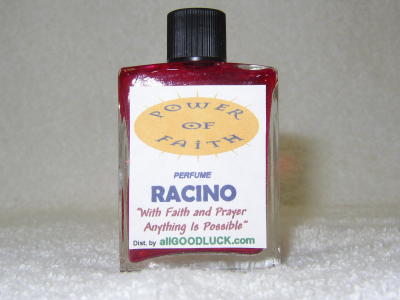 POWER
OF
FAiTH
PERFUME
RACINO
"With Faith and Prayer
Anything Is Possible"
Dist. by allGOODLUCK.com